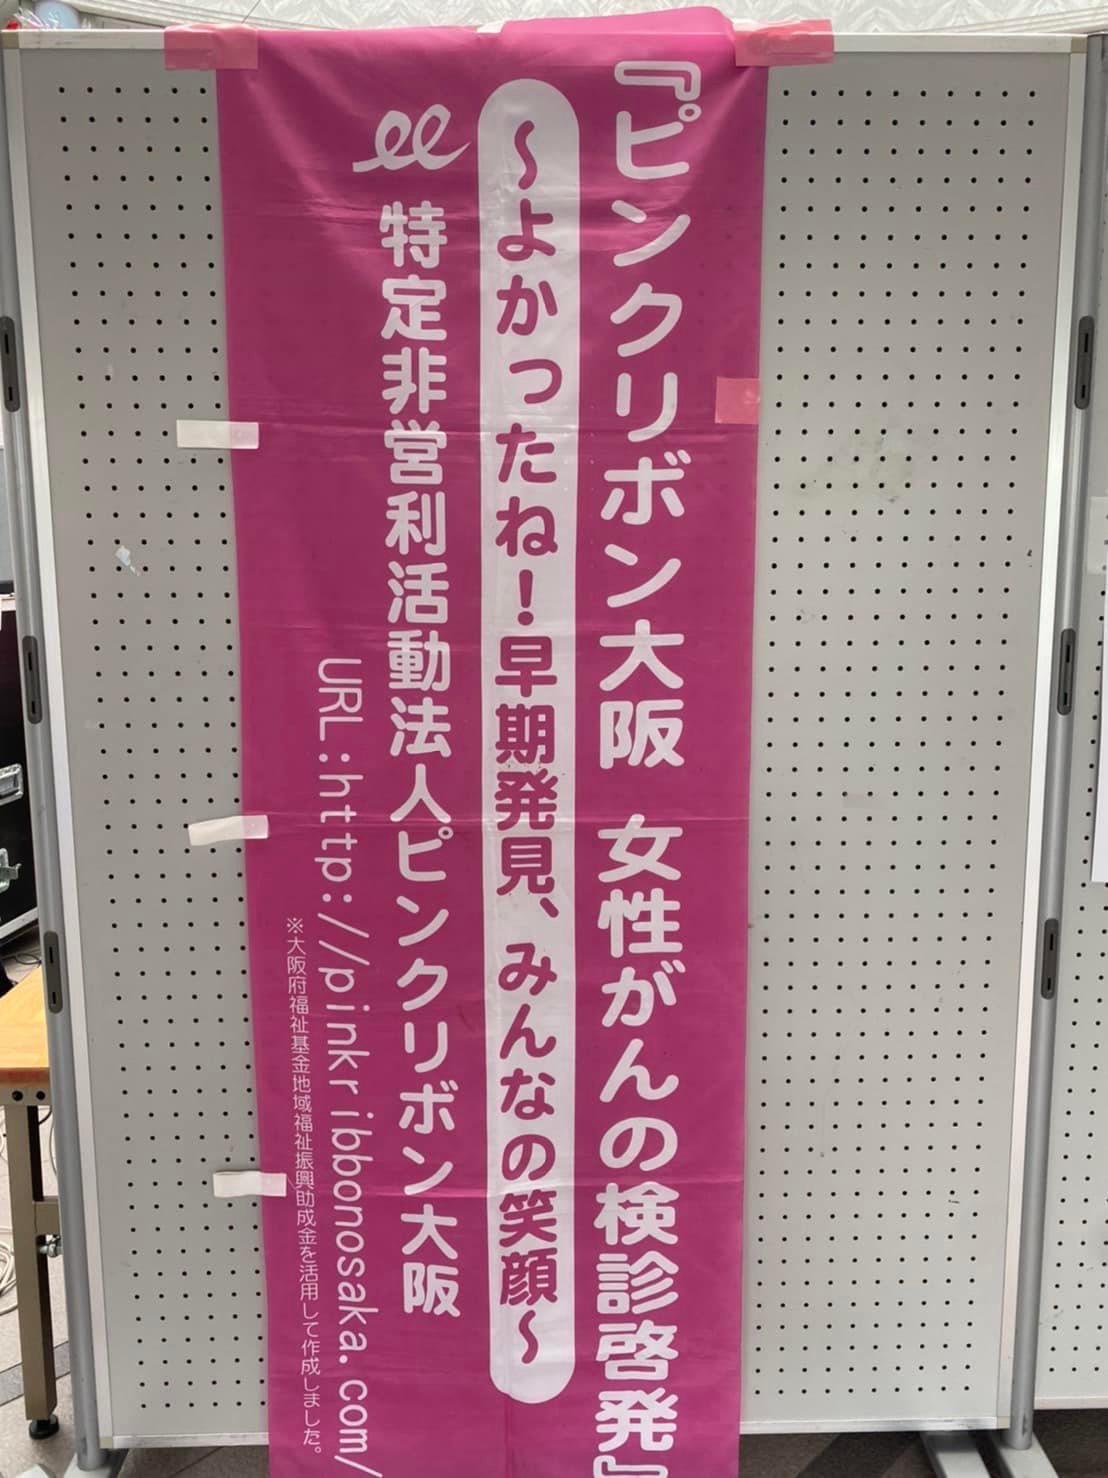 『ピンクリボン大阪 女性がんの検診啓発』
～よかったね！早期発見、みんなの笑顔～
特定非営利活動法人ピンクリボン大阪
URL:http://pinkribbonosaka.com/
※大阪府福祉基金地域福祉振興助成金を活用して作成しました。